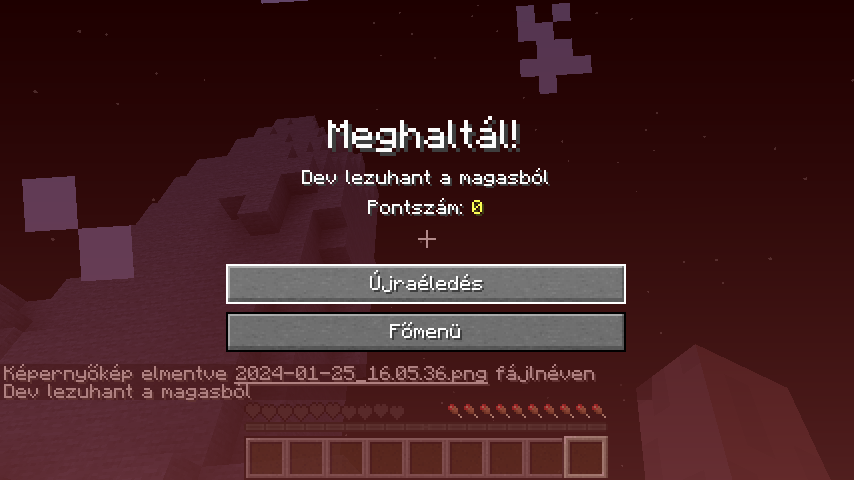 Meghaltál!
Dev lezuhant a magasból
Pontszám: 0
Újraéledés
Főmenü
Képernyőkép elmentve 2024-01-25_16.05.36.png fájlnéven
Dev lezuhant a magasból